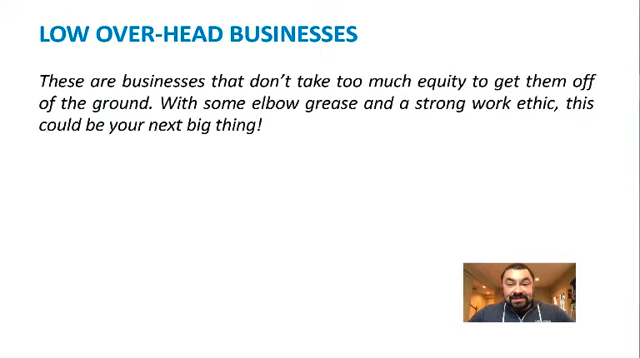 LOW OVER-HEAD BUSINESSES
These are businesses that don't take too much equity to get them off
of the ground. With some elbow grease and a strong work ethic, this
could be your next big thing!